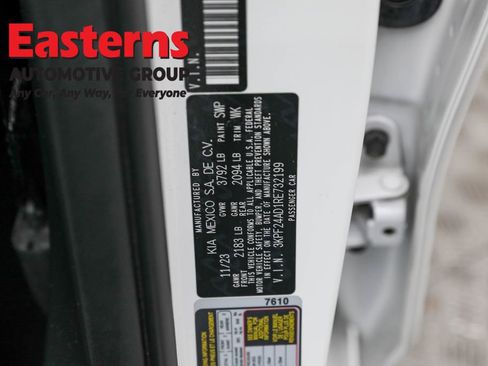 Easterns
AUTOMOTIVE GROUP
Any Car, Any Way, For Everyone
V.I.N.
MANUFACTURED BY
KIA MEXICO S.A. DE C.V.
11/23 GVWR 3792 LB PAINT SWP
GAWR FRONT 2183 LB GAWR REAR 2094 LB TRIM WK
THIS VEHICLE CONFORMS TO ALL APPLICABLE U.S.A. FEDERAL
MOTOR VEHICLE SAFETY, BUMPER, AND THEFT PREVENTION STANDARDS
IN EFFECT ON THE DATE OF MANUFACTURE SHOWN ABOVE.
V.I.N. 3KPF24AD1RE732199
PASSENGER CAR
7610